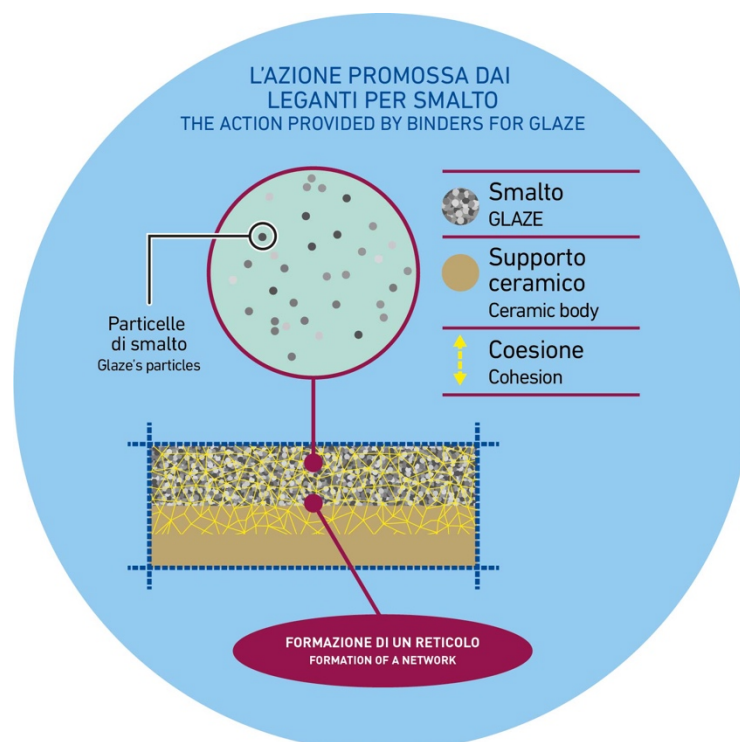 L'AZIONE PROMOSSA DAI
LEGANTI PER SMALTO
THE ACTION PROVIDED BY BINDERS FOR GLAZE
Smalto
GLAZE
Supporto
ceramico
Ceramic body
Coesione
Cohesion
Particelle
di smalto
Glaze's particles
FORMAZIONE DI UN RETICOLO
FORMATION OF A NETWORK